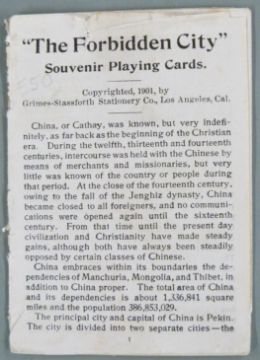 "The Forbidden City"
Souvenir Playing Cards.
Copyrighted, 1901, by
Grimes-Stassforth Stationery Co., Los Angeles, Cal.
China, or Cathay, was known, but very indefi-
nitely, as far back as the beginning of the Christian
era. During the twelfth, thirteenth and fourteenth
centuries, intercourse was held with the Chinese by
means of merchants and missionaries, but very
little was known of the country or people during
that period. At the close of the fourteenth century,
owing to the fall of the Jenghiz dynasty, China
became closed to all foreigners, and no communi-
cations were opened again until the sixteenth
century. From that time until the present day
civilization and Christianity have made steady
gains, although both have always been steadily
opposed by certain classes of Chinese.
China embraces within its boundaries the de-
pendencies of Manchuria, Mongolia, and Thibet, in
addition to China proper. The total area of China
and its dependencies is about 1,336,841 square
miles and the population 386,853,029.
The principal city and capital of China is Pekin.
The city is divided into two separate cities—the
1